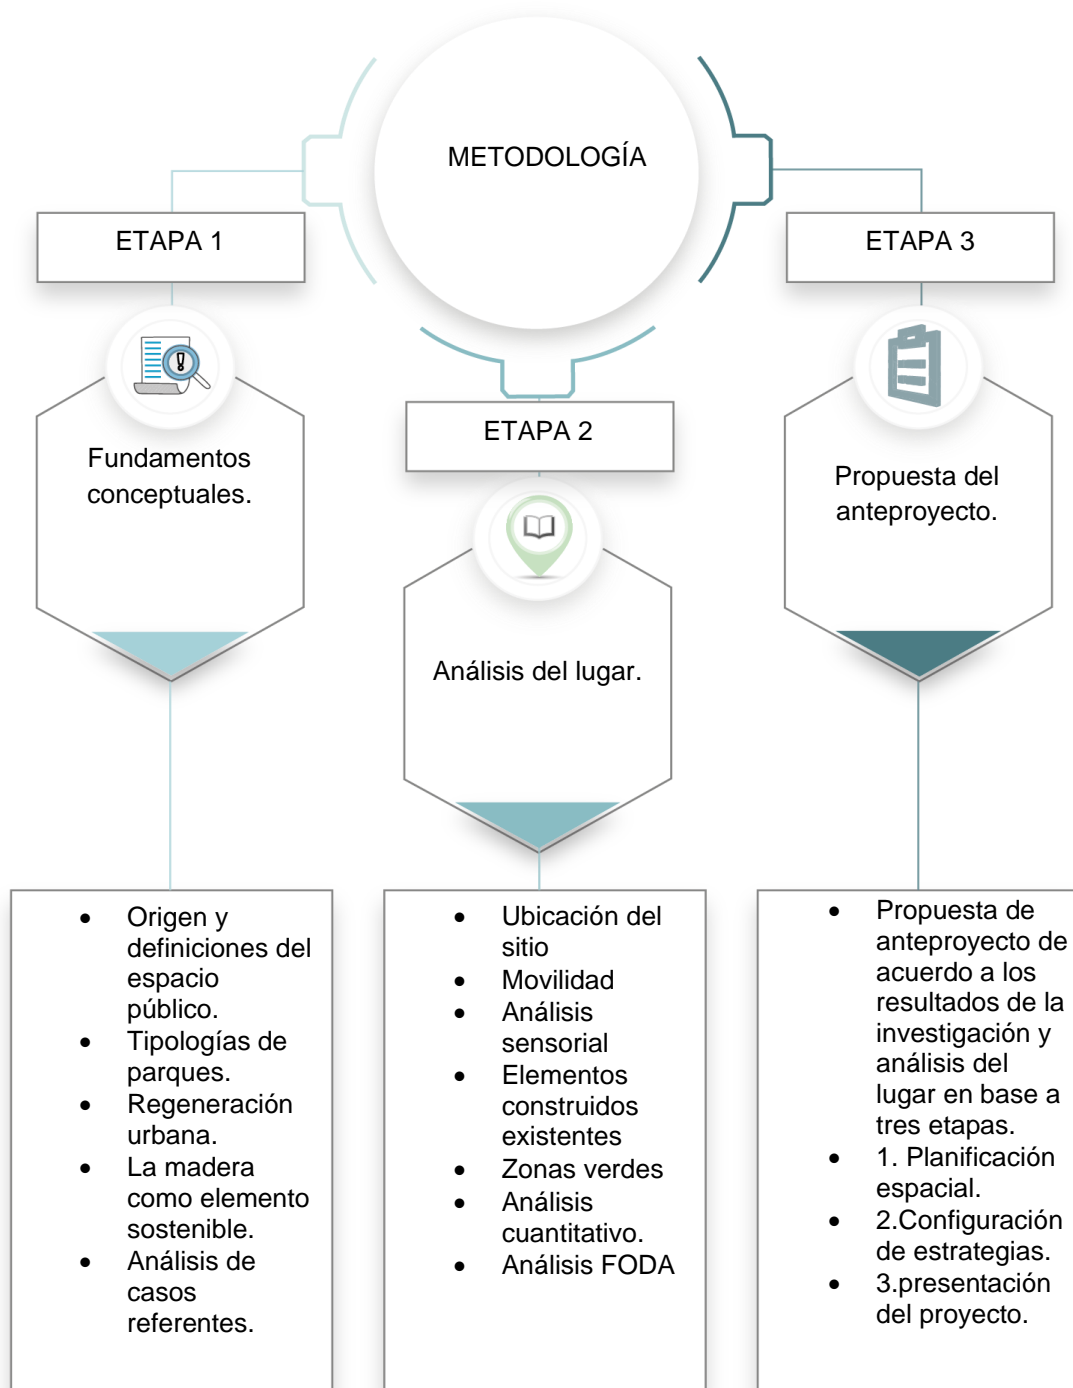 METODOLOGÍA
ETAPA 1
Fundamentos
conceptuales.
• Origen y
definiciones del
espacio
público.
• Tipologías de
parques.
• Regeneración
urbana.
• La madera
como elemento
sostenible.
• Análisis de
casos
referentes.
ETAPA 2
Análisis del lugar.
• Ubicación del
sitio
• Movilidad
• Análisis
sensorial
• Elementos
construidos
existentes
• Zonas verdes
• Análisis
cuantitativo.
• Análisis FODA
ETAPA 3
Propuesta del
anteproyecto.
• Propuesta de
anteproyecto de
acuerdo a los
resultados de la
investigación y
análisis del
lugar en base a
tres etapas.
• 1. Planificación
espacial.
• 2.Configuración
de estrategias.
• 3.presentación
del proyecto.